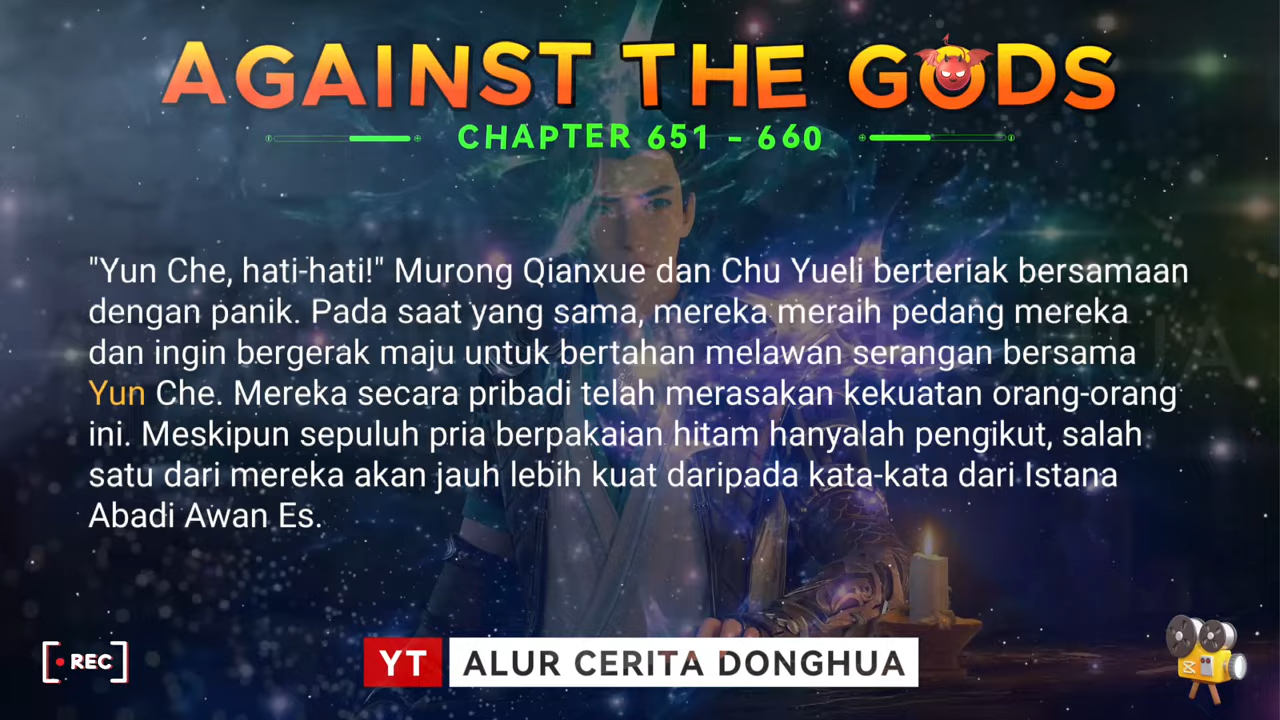 AGAINST THE GODS
CHAPTER 651 - 660
"Yun Che, hati-hati!" Murong Qianxue dan Chu Yueli berteriak bersamaan
dengan panik. Pada saat yang sama, mereka meraih pedang mereka
dan ingin bergerak maju untuk bertahan melawan serangan bersama
Yun Che. Mereka secara pribadi telah merasakan kekuatan orang-orang
ini. Meskipun sepuluh pria berpakaian hitam hanyalah pengikut, salah
satu dari mereka akan jauh lebih kuat daripada kata-kata dari Istana
Abadi Awan Es.
REC
YT ALUR CERITA DONGHUA